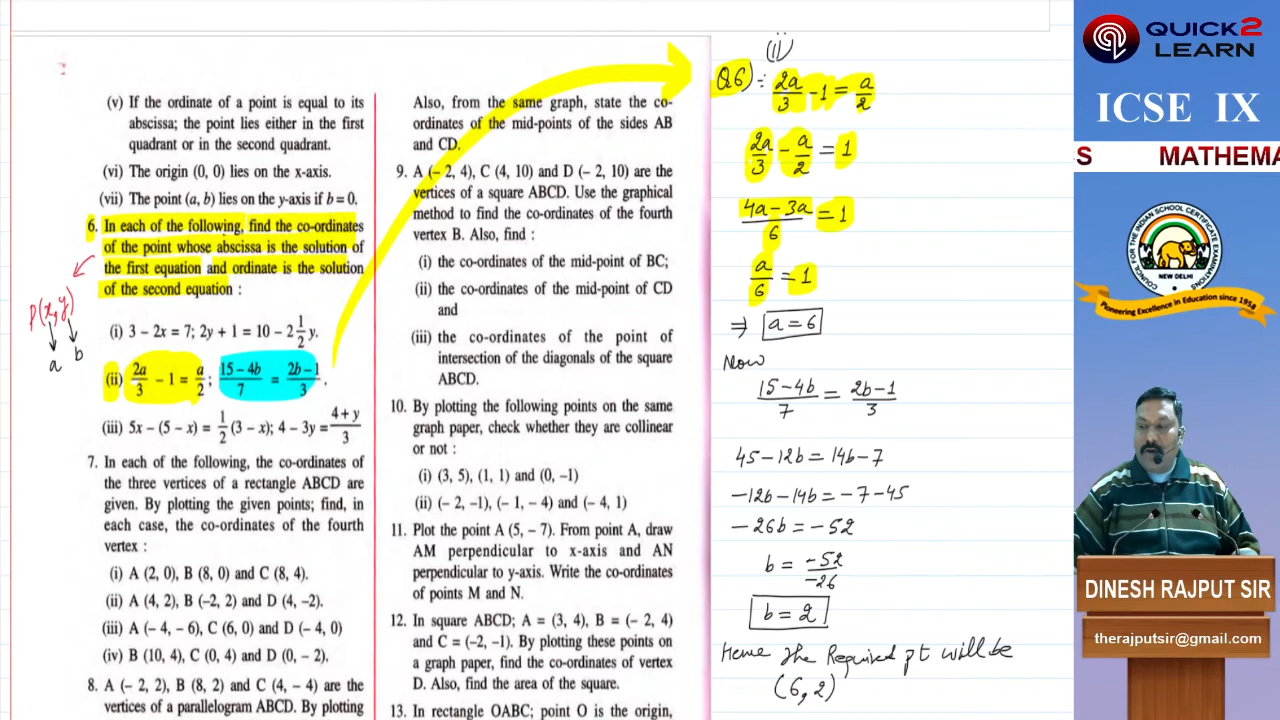 (v) If the ordinate of a point is equal to its
abscissa; the point lies either in the first
quadrant or in the second quadrant.
(vi) The origin (0, 0) lies on the x-axis.
(vii) The point (a, b) lies on the y-axis if b = 0.
6. In each of the following, find the co-ordinates
of the point whose abscissa is the solution of
the first equation and ordinate is the solution
of the second equation :
P(x,y)
a b
(i) 3 – 2x = 7; 2y + 1 = 10 – 2 1/2 y.
(ii) 2a/3 – 1 = a/2; 15 – 4b/7 = 2b – 1/3.
(iii) 5x – (5 – x) = 1/2 (3 – x); 4 – 3y = 4 + y/3
7. In each of the following, the co-ordinates of
the three vertices of a rectangle ABCD are
given. By plotting the given points; find, in
each case, the co-ordinates of the fourth
vertex :
(i) A (2, 0), B (8, 0) and C (8, 4).
(ii) A (4, 2), B (–2, 2) and D (4, –2).
(iii) A (– 4, – 6), C (6, 0) and D (– 4, 0)
(iv) B (10, 4), C (0, 4) and D (0, – 2).
8. A (– 2, 2), B (8, 2) and C (4, – 4) are the
vertices of a parallelogram ABCD. By plotting
Also, from the same graph, state the co-
ordinates of the mid-points of the sides AB
and CD.
9. A (– 2, 4), C (4, 10) and D (– 2, 10) are the
vertices of a square ABCD. Use the graphical
method to find the co-ordinates of the fourth
vertex B. Also, find :
(i) the co-ordinates of the mid-point of BC;
(ii) the co-ordinates of the mid-point of CD
and
(iii) the co-ordinates of the point of
intersection of the diagonals of the square
ABCD.
10. By plotting the following points on the same
graph paper, check whether they are collinear
or not :
(i) (3, 5), (1, 1) and (0, –1)
(ii) (– 2, –1), (– 1, – 4) and (– 4, 1)
11. Plot the point A (5, – 7). From point A, draw
AM perpendicular to x-axis and AN
perpendicular to y-axis. Write the co-ordinates
of points M and N.
12. In square ABCD; A = (3, 4), B = (– 2, 4)
and C = (–2, –1). By plotting these points on
a graph paper, find the co-ordinates of vertex
D. Also, find the area of the square.
13. In rectangle OABC; point O is the origin,
(ii)
Q6) :- 2a/3 - 1 = a/2
2a/3 - a/2 = 1
4a - 3a/6 = 1
a/6 = 1
⇒ a = 6
Now
15 - 4b/7 = 2b - 1/3
45 - 12b = 14b - 7
-12b - 14b = -7 - 45
-26b = -52
b = -52/-26
b = 2
Hence the Required pt will be
(6, 2)
QUICK2
LEARN
ICSE IX
S MATHEMA
COUNCIL FOR THE INDIAN SCHOOL CERTIFICATE EXAMINATIONS
NEW DELHI
Pioneering Excellence in Education since 1958
DINESH RAJPUT SIR
therajputsir@gmail.com